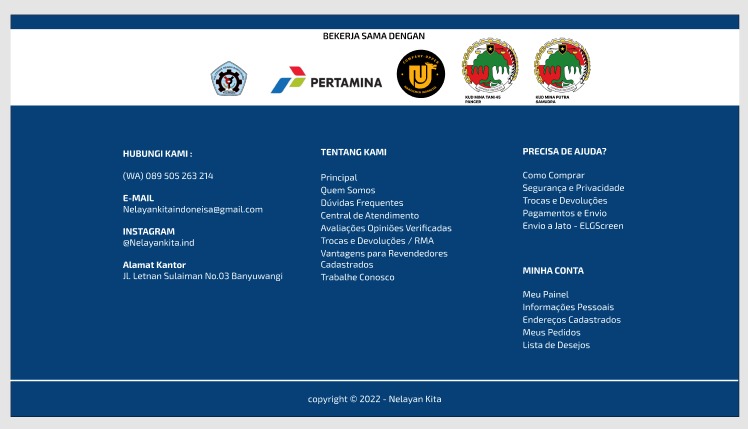 BEKERJA SAMA DENGAN
PERTAMINA
KUD MINA TANI 45
PANCER
KUD MINA PUTRA
SAMUDRA
HUBUNGI KAMI :
(WA) 089 505 263 214
E-MAIL
Nelayankitaindoneisa@gmail.com
INSTAGRAM
@Nelayankita.ind
Alamat Kantor
Jl. Letnan Sulaiman No.03 Banyuwangi
TENTANG KAMI
Principal
Quem Somos
Dúvidas Frequentes
Central de Atendimento
Avaliações Opiniões Verificadas
Trocas e Devoluções / RMA
Vantagens para Revendedores
Cadastrados
Trabalhe Conosco
PRECISA DE AJUDA?
Como Comprar
Segurança e Privacidade
Trocas e Devoluções
Pagamentos e Envio
Envio a Jato - ELGScreen
MINHA CONTA
Meu Painel
Informações Pessoais
Endereços Cadastrados
Meus Pedidos
Lista de Desejos
copyright © 2022 - Nelayan Kita